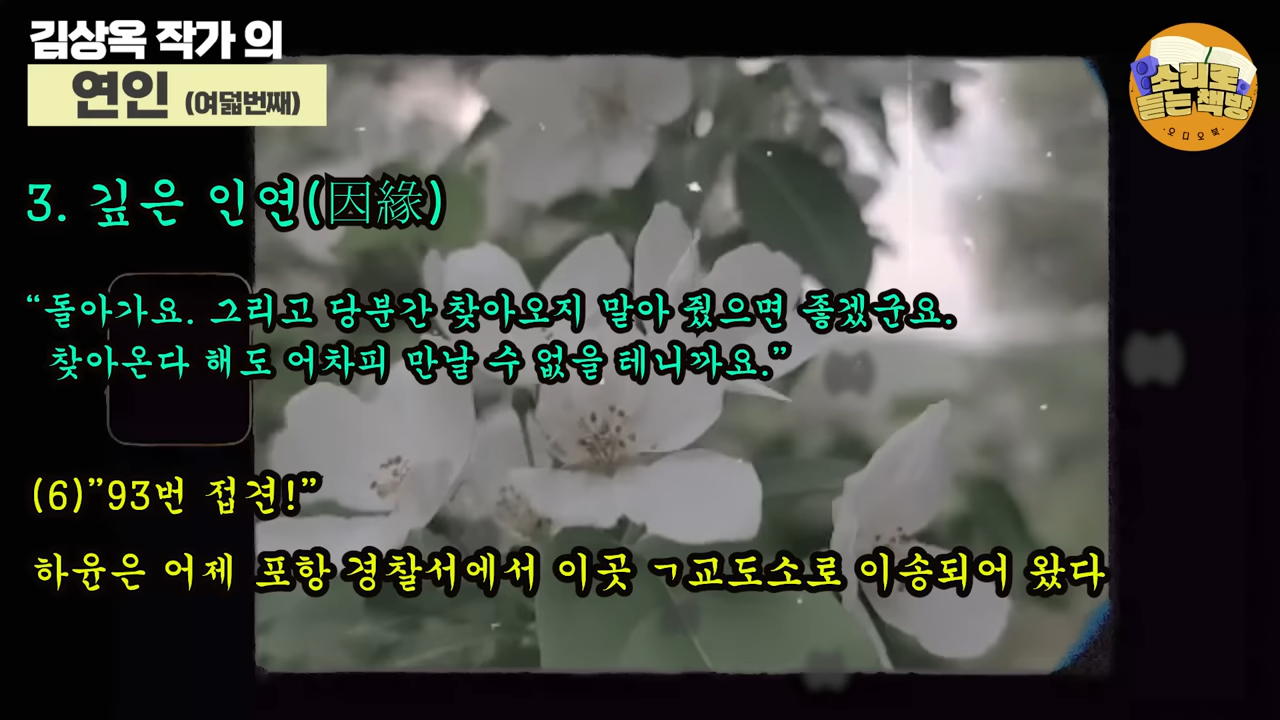 김상옥 작가 의
연인 (여덟번째)
소리로
듣는 책방
·오디오북·
3. 깊은 인연(因緣)
“돌아가요. 그리고 당분간 찾아오지 말아 줬으면 좋겠군요.
찾아온다 해도 어차피 만날 수 없을 테니까요.”
(6)”93번 접견!”
하윤은 어제 포항 경찰서에서 이곳 ㄱ교도소로 이송되어 왔다